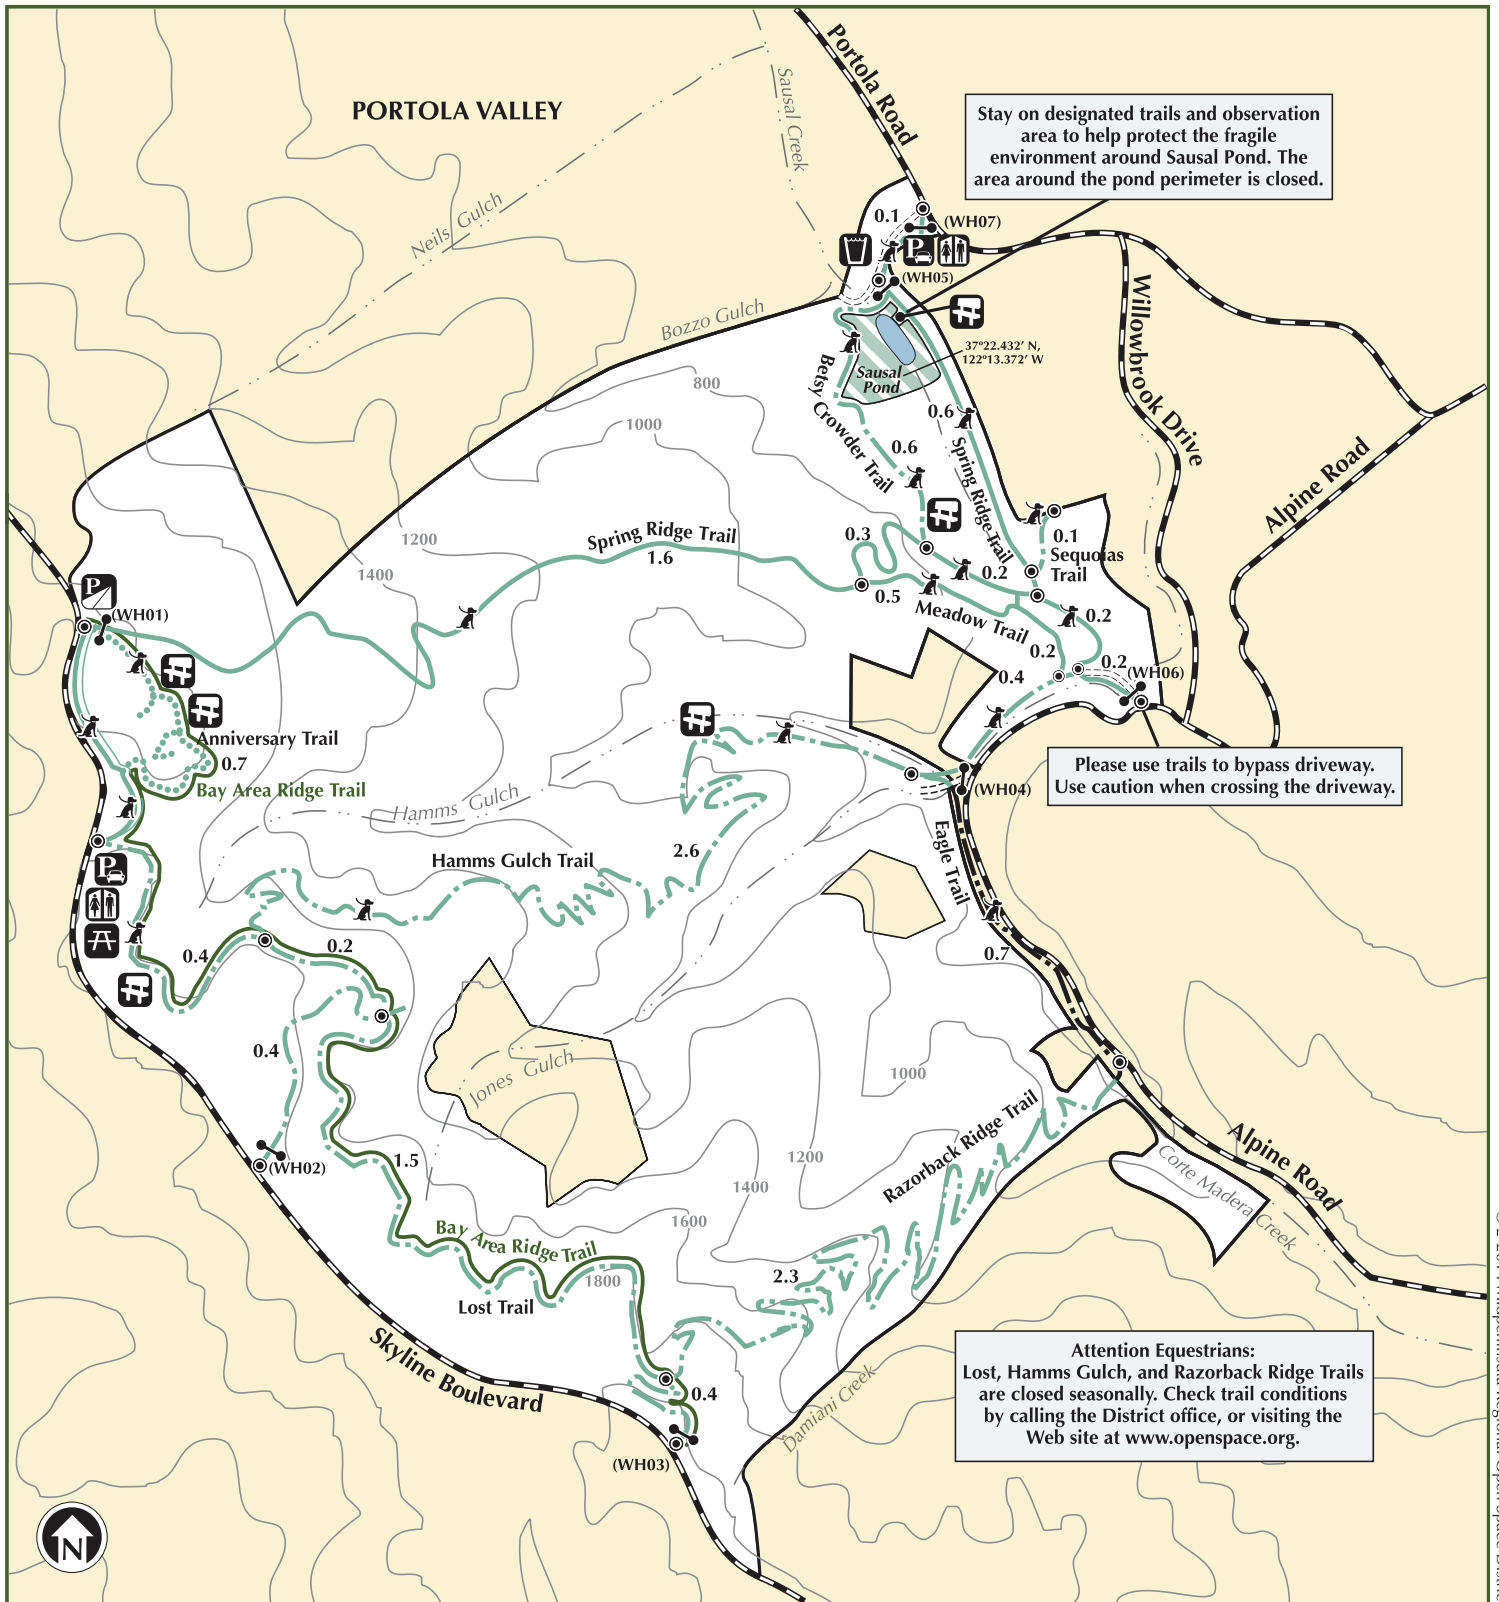 PORTOLA VALLEY
Portola Road
Sausal Creek
Neils Gulch
Stay on designated trails and observation
area to help protect the fragile
environment around Sausal Pond. The
area around the pond perimeter is closed.
0.1
(WH07)
P
(WH05)
Bozzo Gulch
Willowbrook Drive
37º22.432’ N,
122º13.372’ W
Sausal
Pond
Betsy Crowder Trail
800
0.6
1000
0.6
Spring Ridge Trail
Alpine Road
1200
Spring Ridge Trail
1.6
0.3
0.1
Sequoias
Trail
1400
0.2
0.5
Meadow Trail
0.2
P
(WH01)
0.2
0.2
(WH06)
0.4
Anniversary Trail
0.7
Bay Area Ridge Trail
Please use trails to bypass driveway.
Use caution when crossing the driveway.
(WH04)
Hamms Gulch
Eagle Trail
2.6
Hamms Gulch Trail
P
0.4
0.2
0.7
0.4
Jones Gulch
1000
Razorback Ridge Trail
(WH02)
1.5
1200
1400
1600
Alpine Road
Corte Madera Creek
Bay Area Ridge Trail
1800
2.3
Lost Trail
Skyline Boulevard
0.4
Damiani Creek
(WH03)
Attention Equestrians:
Lost, Hamms Gulch, and Razorback Ridge Trails
are closed seasonally. Check trail conditions
by calling the District office, or visiting the
Web site at www.openspace.org.
N